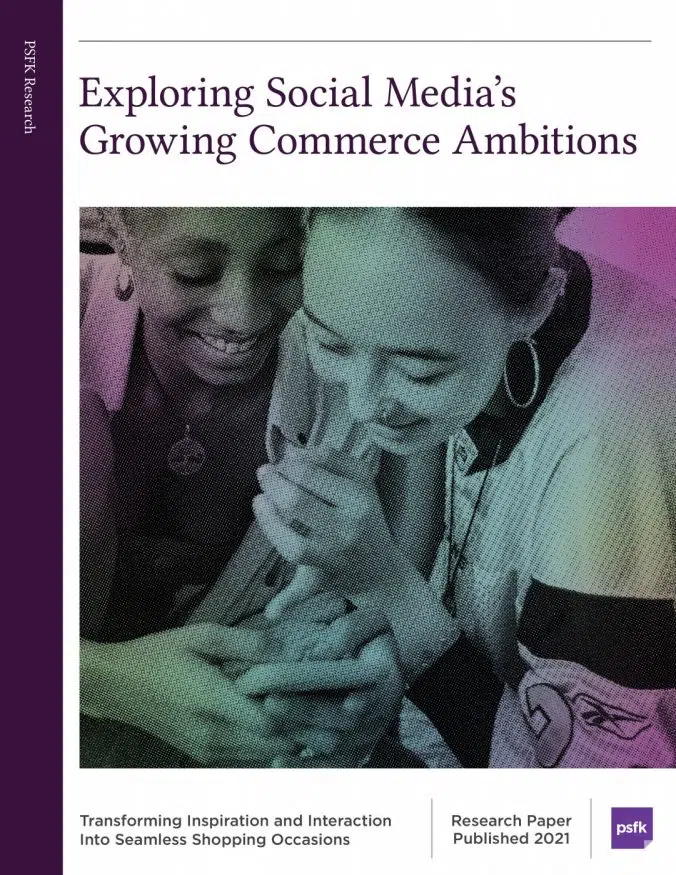 PSFK Research
Exploring Social Media’s
Growing Commerce Ambitions
Transforming Inspiration and Interaction
Into Seamless Shopping Occasions
Research Paper
Published 2021
psfk